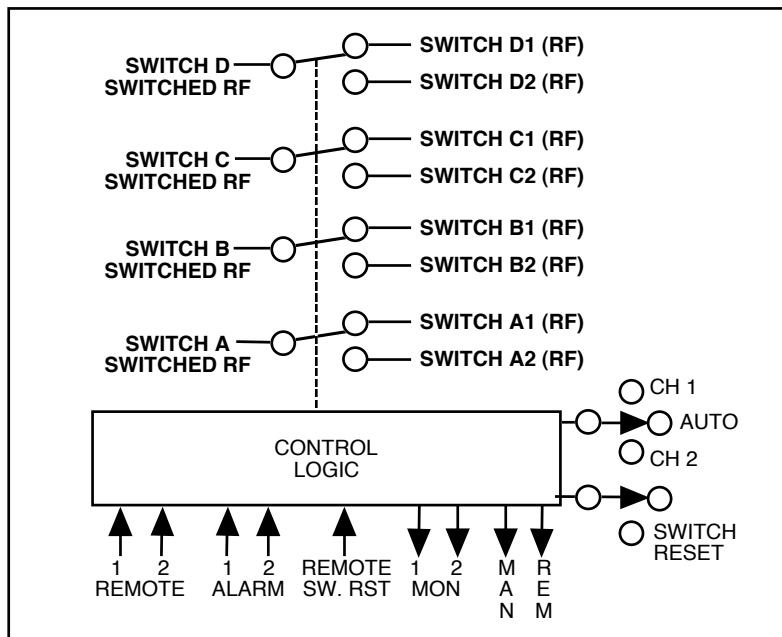 SWITCH D
SWITCHED RF
SWITCH D1 (RF)
SWITCH D2 (RF)
SWITCH C
SWITCHED RF
SWITCH C1 (RF)
SWITCH C2 (RF)
SWITCH B
SWITCHED RF
SWITCH B1 (RF)
SWITCH B2 (RF)
SWITCH A
SWITCHED RF
SWITCH A1 (RF)
SWITCH A2 (RF)
CONTROL
LOGIC
CH 1
AUTO
CH 2
SWITCH
RESET
1 2
REMOTE
1 2
ALARM
REMOTE
SW. RST
1 2
MON
MAN
REM